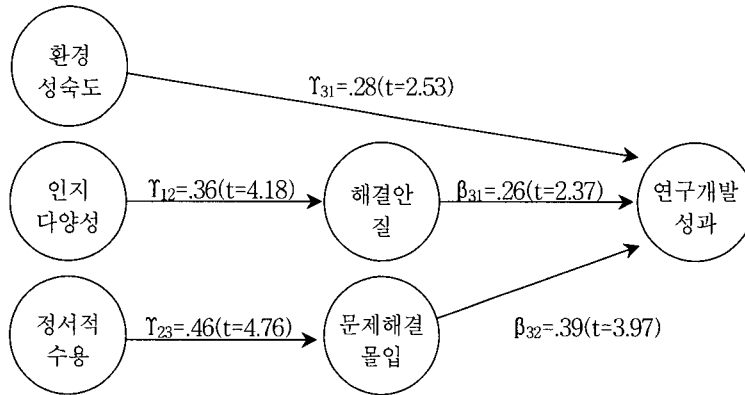 환경
성숙도
ϒ31=.28(t=2.53)
인지
다양성
ϒ12=.36(t=4.18)
해결안
질
β31=.26(t=2.37)
연구개발
성과
정서적
수용
ϒ23=.46(t=4.76)
문제해결
몰입
β32=.39(t=3.97)